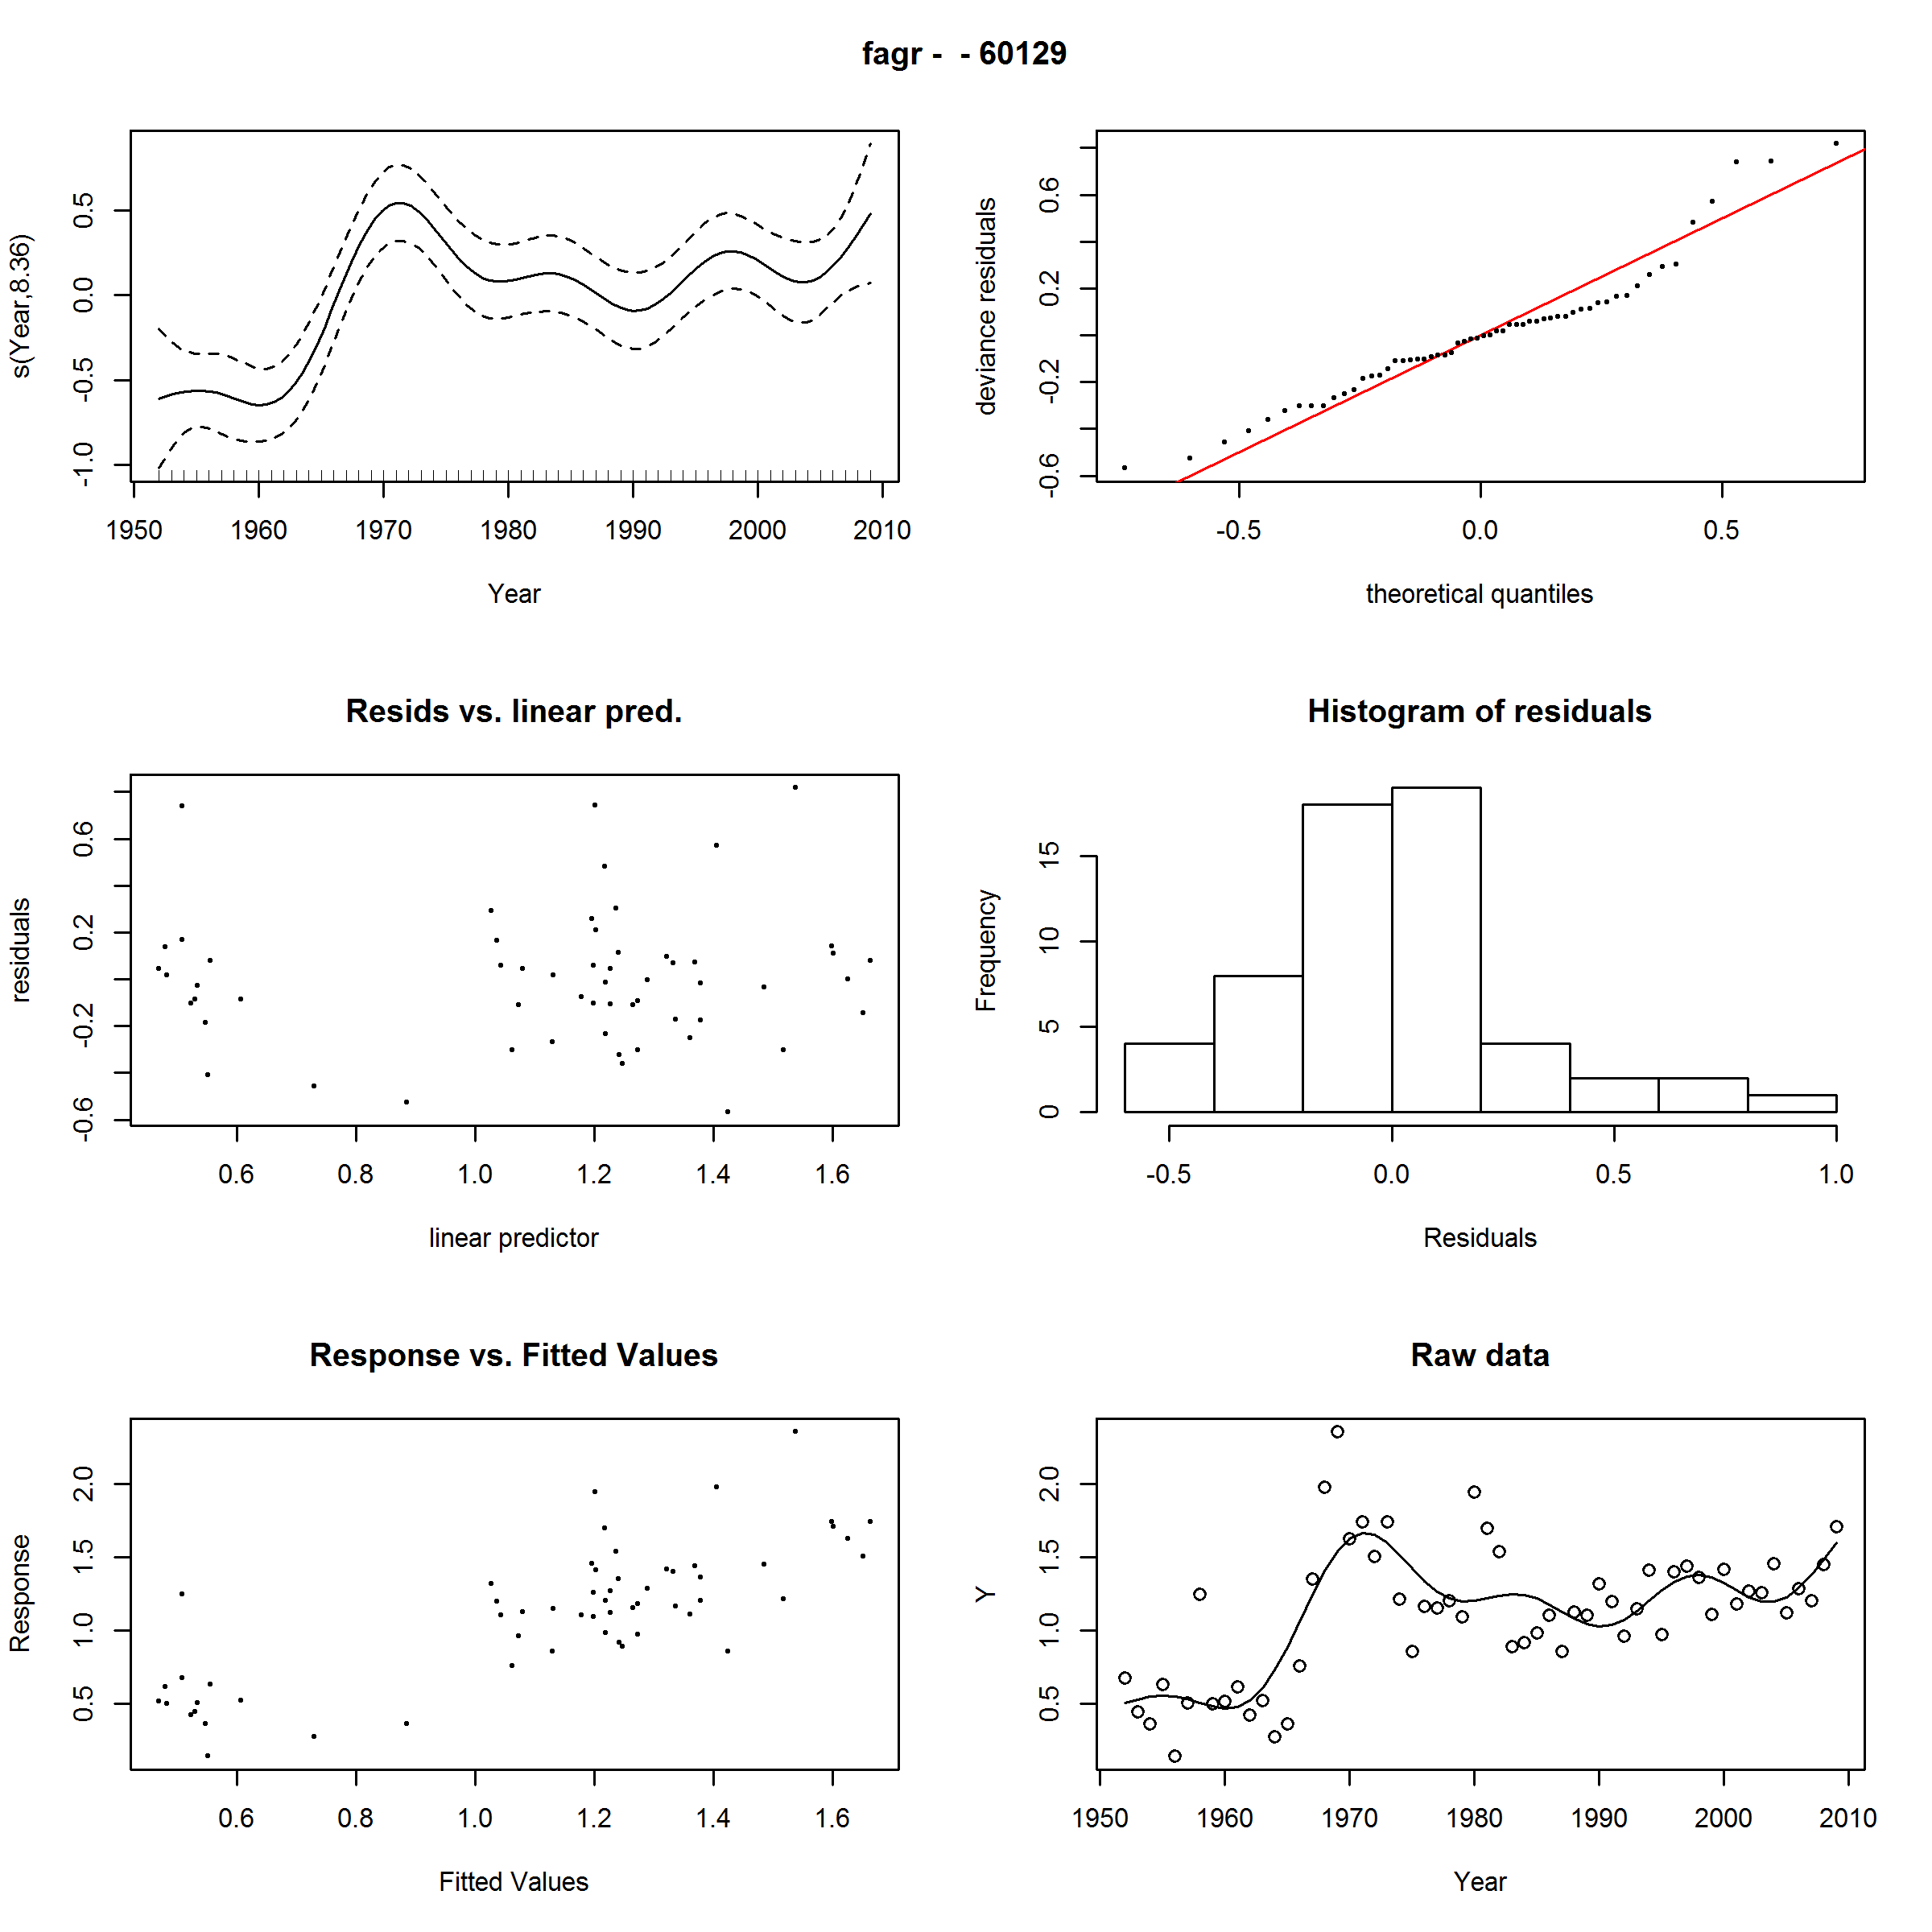 fagr -  - 60129
s(Year,8.36)
0.5
0.0
-0.5
-1.0
1950 1960 1970 1980 1990 2000 2010
Year
deviance residuals
0.6
0.2
-0.2
-0.6
-0.5 0.0 0.5
theoretical quantiles
Resids vs. linear pred.
residuals
0.6
0.2
-0.2
-0.6
0.6 0.8 1.0 1.2 1.4 1.6
linear predictor
Histogram of residuals
Frequency
15
10
5
0
-0.5 0.0 0.5 1.0
Residuals
Response vs. Fitted Values
Response
2.0
1.5
1.0
0.5
0.6 0.8 1.0 1.2 1.4 1.6
Fitted Values
Raw data
Y
2.0
1.5
1.0
0.5
1950 1960 1970 1980 1990 2000 2010
Year